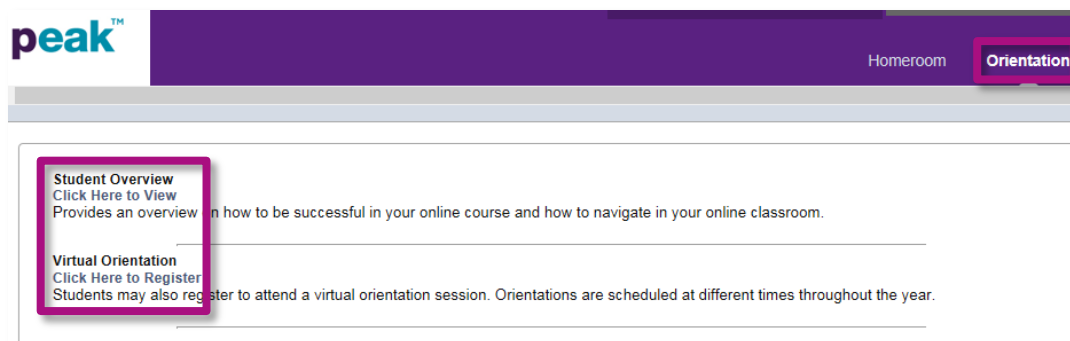 peak™
Homeroom Orientation
Student Overview
Click Here to View
Provides an overview on how to be successful in your online course and how to navigate in your online classroom.
Virtual Orientation
Click Here to Register
Students may also register to attend a virtual orientation session. Orientations are scheduled at different times throughout the year.